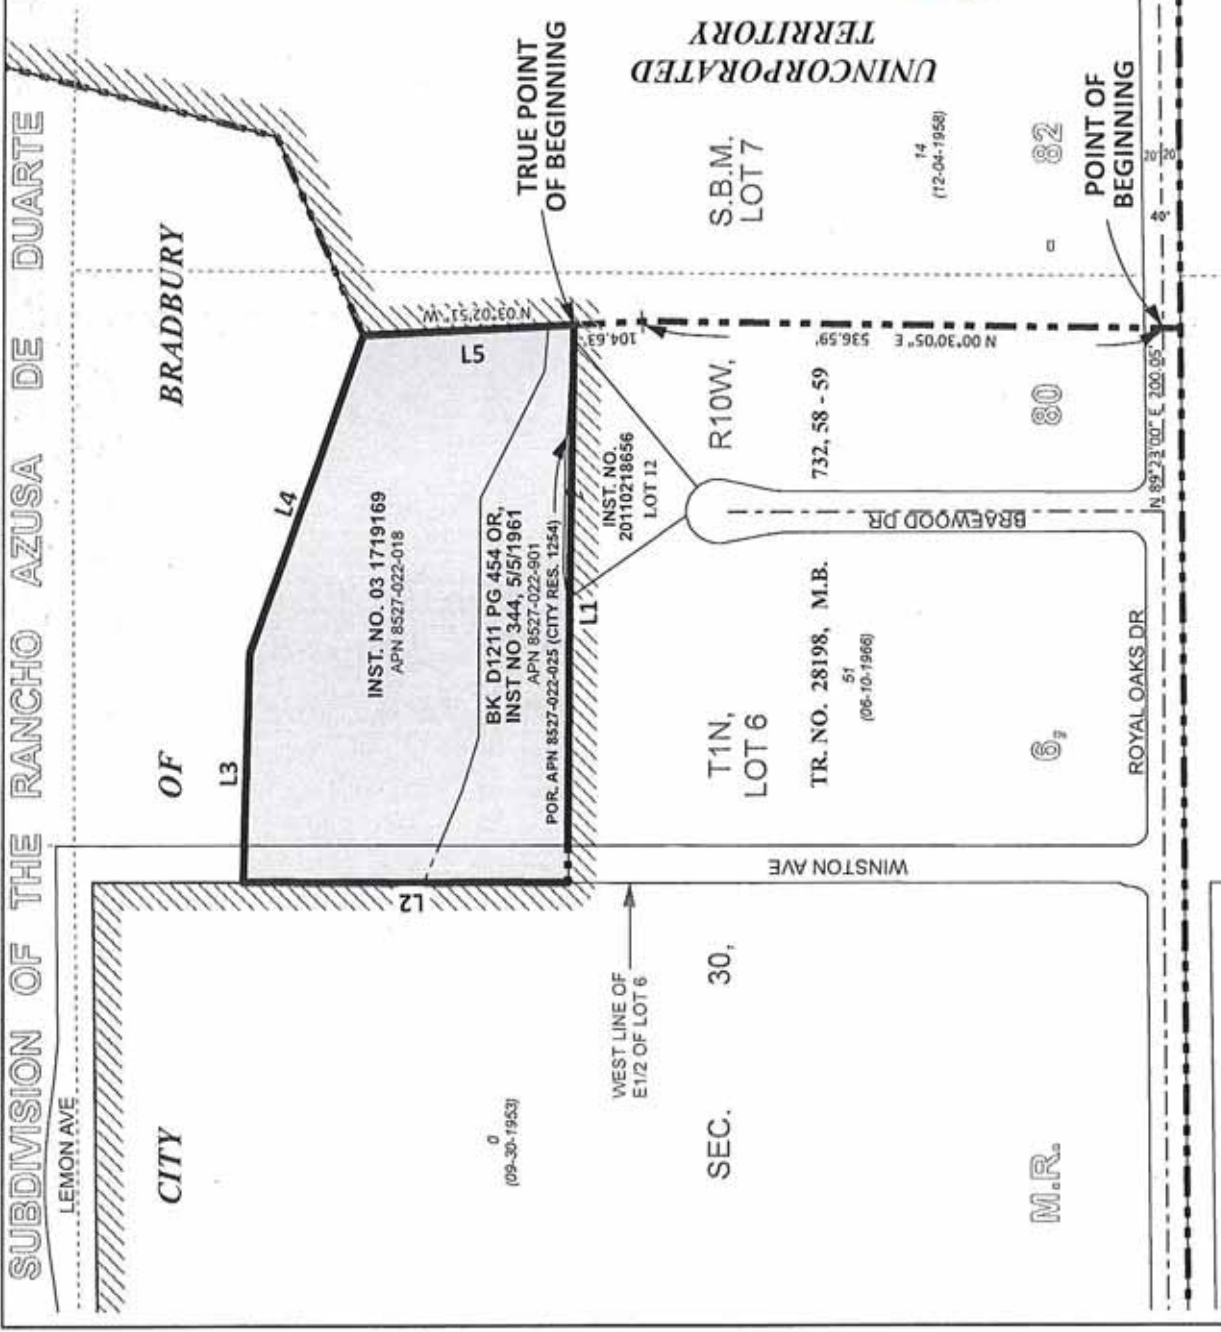 SUBDIVISION OF THE RANCHO AZUSA DE DUARTE
LEMON AVE
CITY OF BRADBURY
0
(09-30-1953)
L3
L4
L2
L5
L1
INST. NO. 03 1719169
APN 8527-022-018
BK D1211 PG 454 OR,
INST NO 344, 5/5/1961
APN 8527-022-901
POR. APN 8527-022-025 (CITY RES. 1254)
N 03°02'51" W
TRUE POINT
OF BEGINNING
UNINCORPORATED
TERRITORY
104.63'
INST. NO.
20110218656
LOT 12
WEST LINE OF
E1/2 OF LOT 6
SEC. 30, T1N, R10W, S.B.M.
LOT 6
LOT 7
TR. NO. 28198, M.B. 732, 58 - 59
51
(06-10-1966)
14
(12-04-1958)
536.59'
N 00°30'05" E
WINSTON AVE
BRAEWOOD DR
M.R. 6, 80 82
POINT OF
BEGINNING
ROYAL OAKS DR
N 89°23'00" E 200.05'
40'
20' 20'